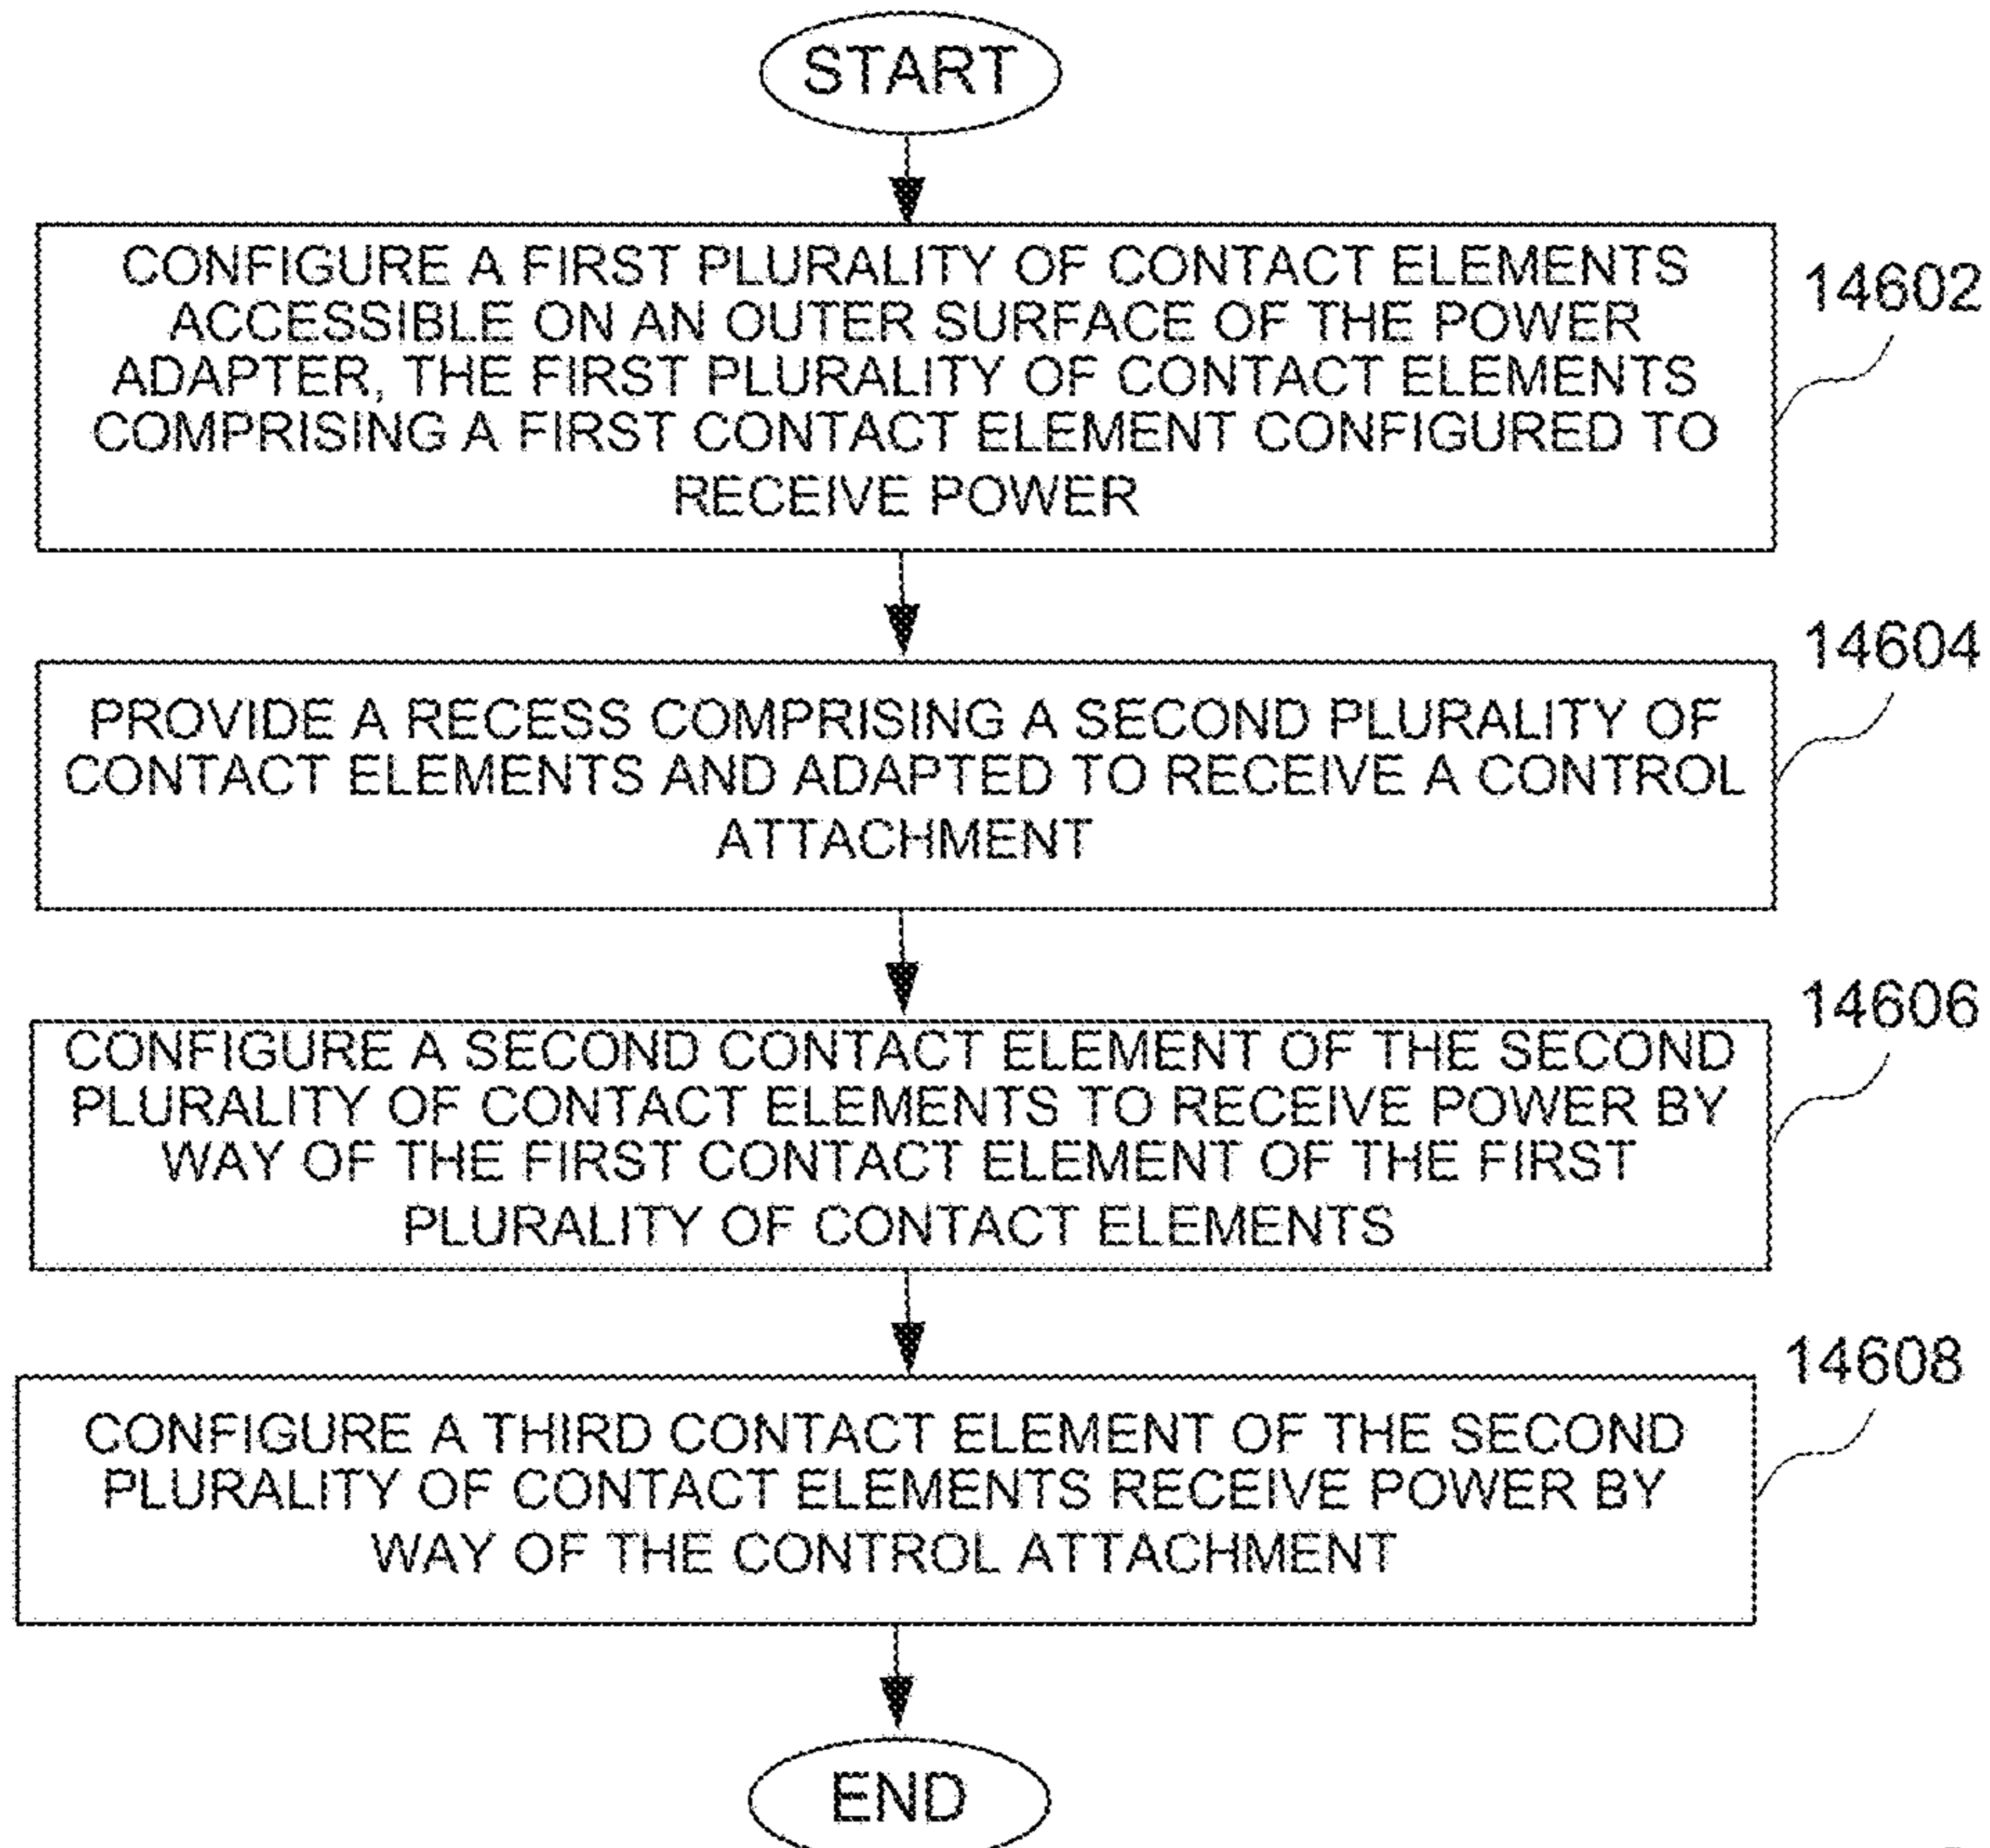 START
CONFIGURE A FIRST PLURALITY OF CONTACT ELEMENTS
ACCESSIBLE ON AN OUTER SURFACE OF THE POWER
ADAPTER, THE FIRST PLURALITY OF CONTACT ELEMENTS
COMPRISING A FIRST CONTACT ELEMENT CONFIGURED TO
RECEIVE POWER
14602
PROVIDE A RECESS COMPRISING A SECOND PLURALITY OF
CONTACT ELEMENTS AND ADAPTED TO RECEIVE A CONTROL
ATTACHMENT
14604
CONFIGURE A SECOND CONTACT ELEMENT OF THE SECOND
PLURALITY OF CONTACT ELEMENTS TO RECEIVE POWER BY
WAY OF THE FIRST CONTACT ELEMENT OF THE FIRST
PLURALITY OF CONTACT ELEMENTS
14606
CONFIGURE A THIRD CONTACT ELEMENT OF THE SECOND
PLURALITY OF CONTACT ELEMENTS RECEIVE POWER BY
WAY OF THE CONTROL ATTACHMENT
14608
END